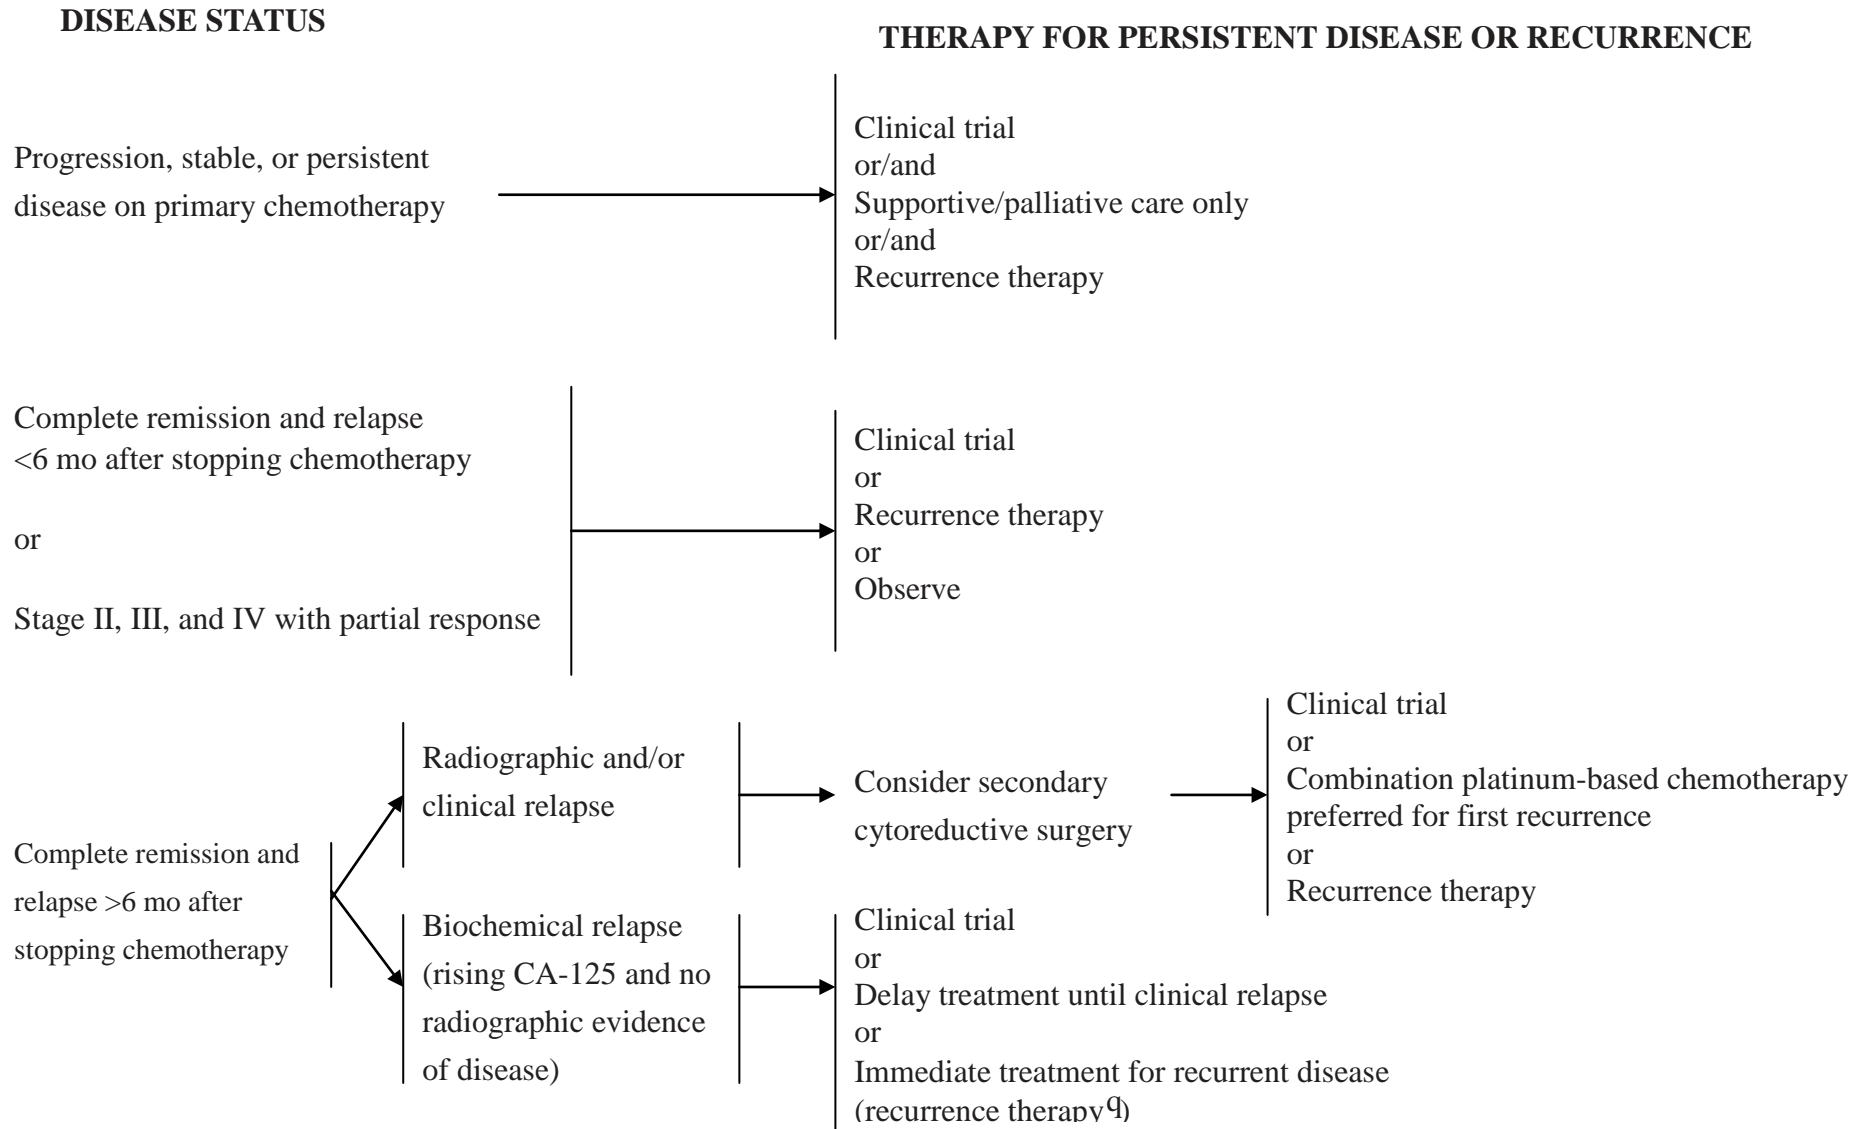 DISEASE STATUS
THERAPY FOR PERSISTENT DISEASE OR RECURRENCE
Progression, stable, or persistent
disease on primary chemotherapy
Clinical trial
or/and
Supportive/palliative care only
or/and
Recurrence therapy
Complete remission and relapse
<6 mo after stopping chemotherapy
or
Stage II, III, and IV with partial response
Clinical trial
or
Recurrence therapy
or
Observe
Complete remission and
relapse >6 mo after
stopping chemotherapy
Radiographic and/or
clinical relapse
Consider secondary
cytoreductive surgery
Clinical trial
or
Combination platinum-based chemotherapy
preferred for first recurrence
or
Recurrence therapy
Biochemical relapse
(rising CA-125 and no
radiographic evidence
of disease)
Clinical trial
or
Delay treatment until clinical relapse
or
Immediate treatment for recurrent disease
(recurrence therapy q)